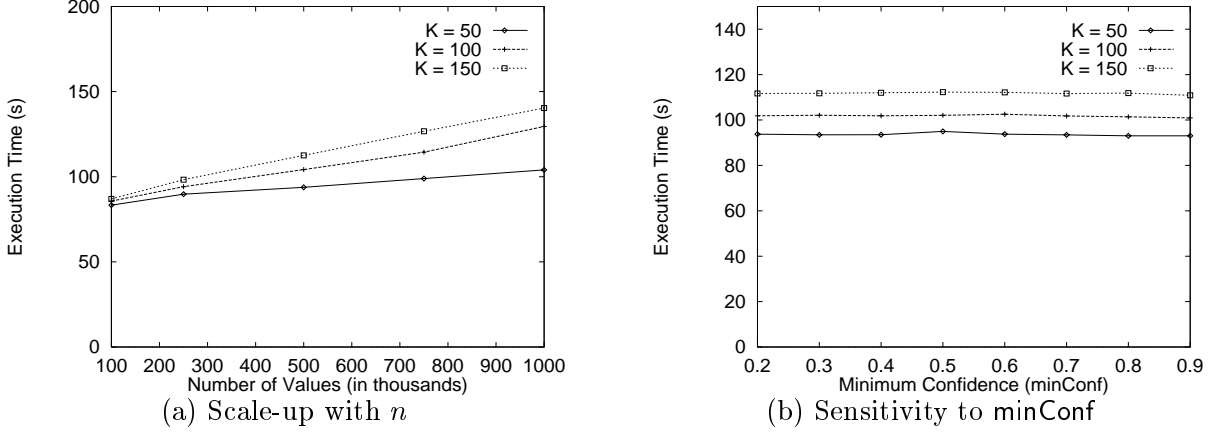 200
150
100
50
0
Execution Time (s)
K = 50
K = 100
K = 150
100 200 300 400 500 600 700 800 900 1000
Number of Values (in thousands)
(a) Scale-up with n
140
120
100
80
60
40
20
0
Execution Time (s)
K = 50
K = 100
K = 150
0.2 0.3 0.4 0.5 0.6 0.7 0.8 0.9
Minimum Confidence (minConf)
(b) Sensitivity to minConf